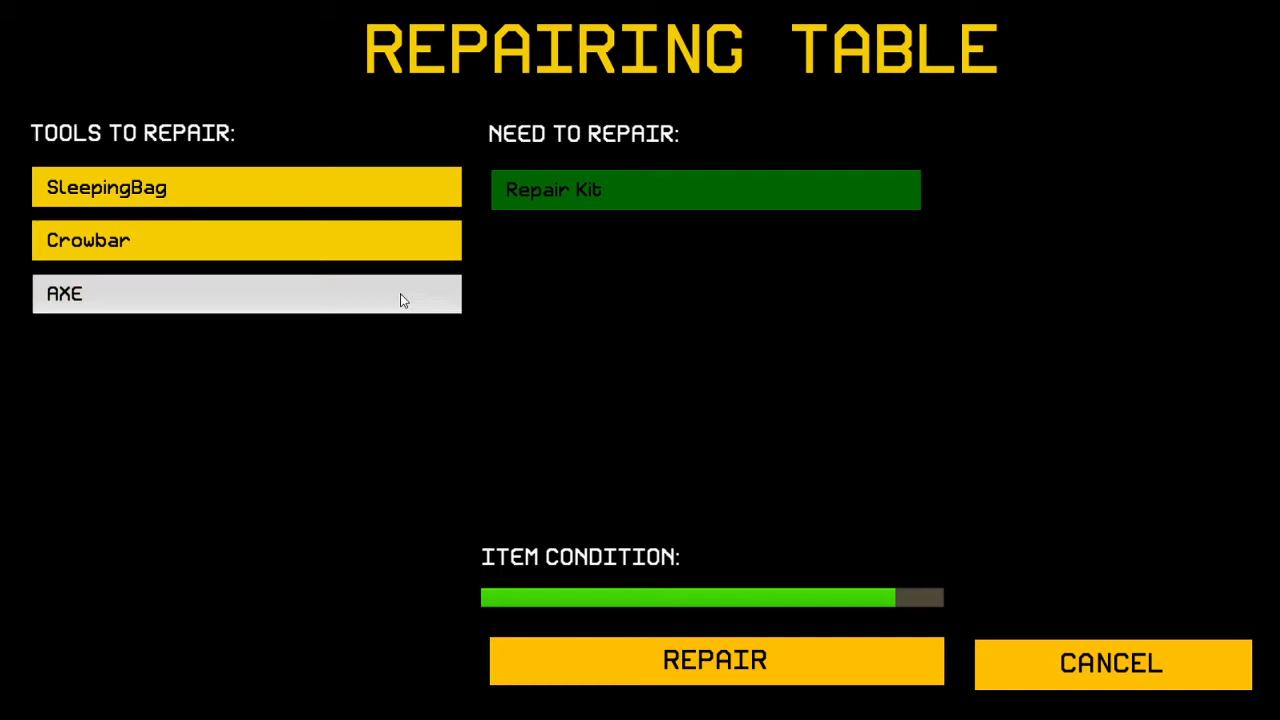 REPAIRING TABLE
TOOLS TO REPAIR:
SleepingBag
Crowbar
AXE
NEED TO REPAIR:
Repair Kit
ITEM CONDITION:
REPAIR
CANCEL